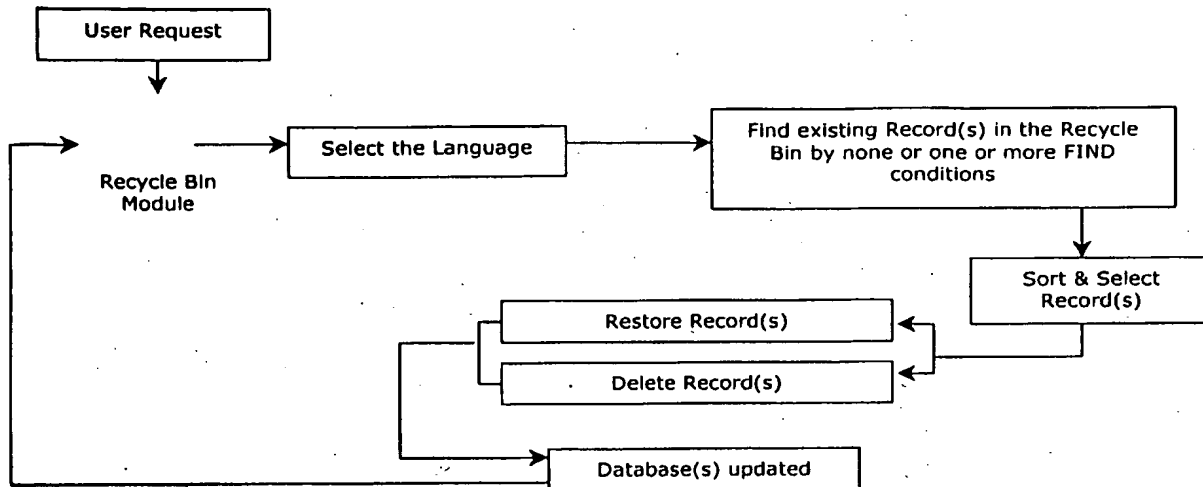 User Request
Recycle Bin
Module
Select the Language
Find existing Record(s) in the Recycle
Bin by none or one or more FIND
conditions
Sort & Select
Record(s)
Restore Record(s)
Delete Record(s)
Database(s) updated